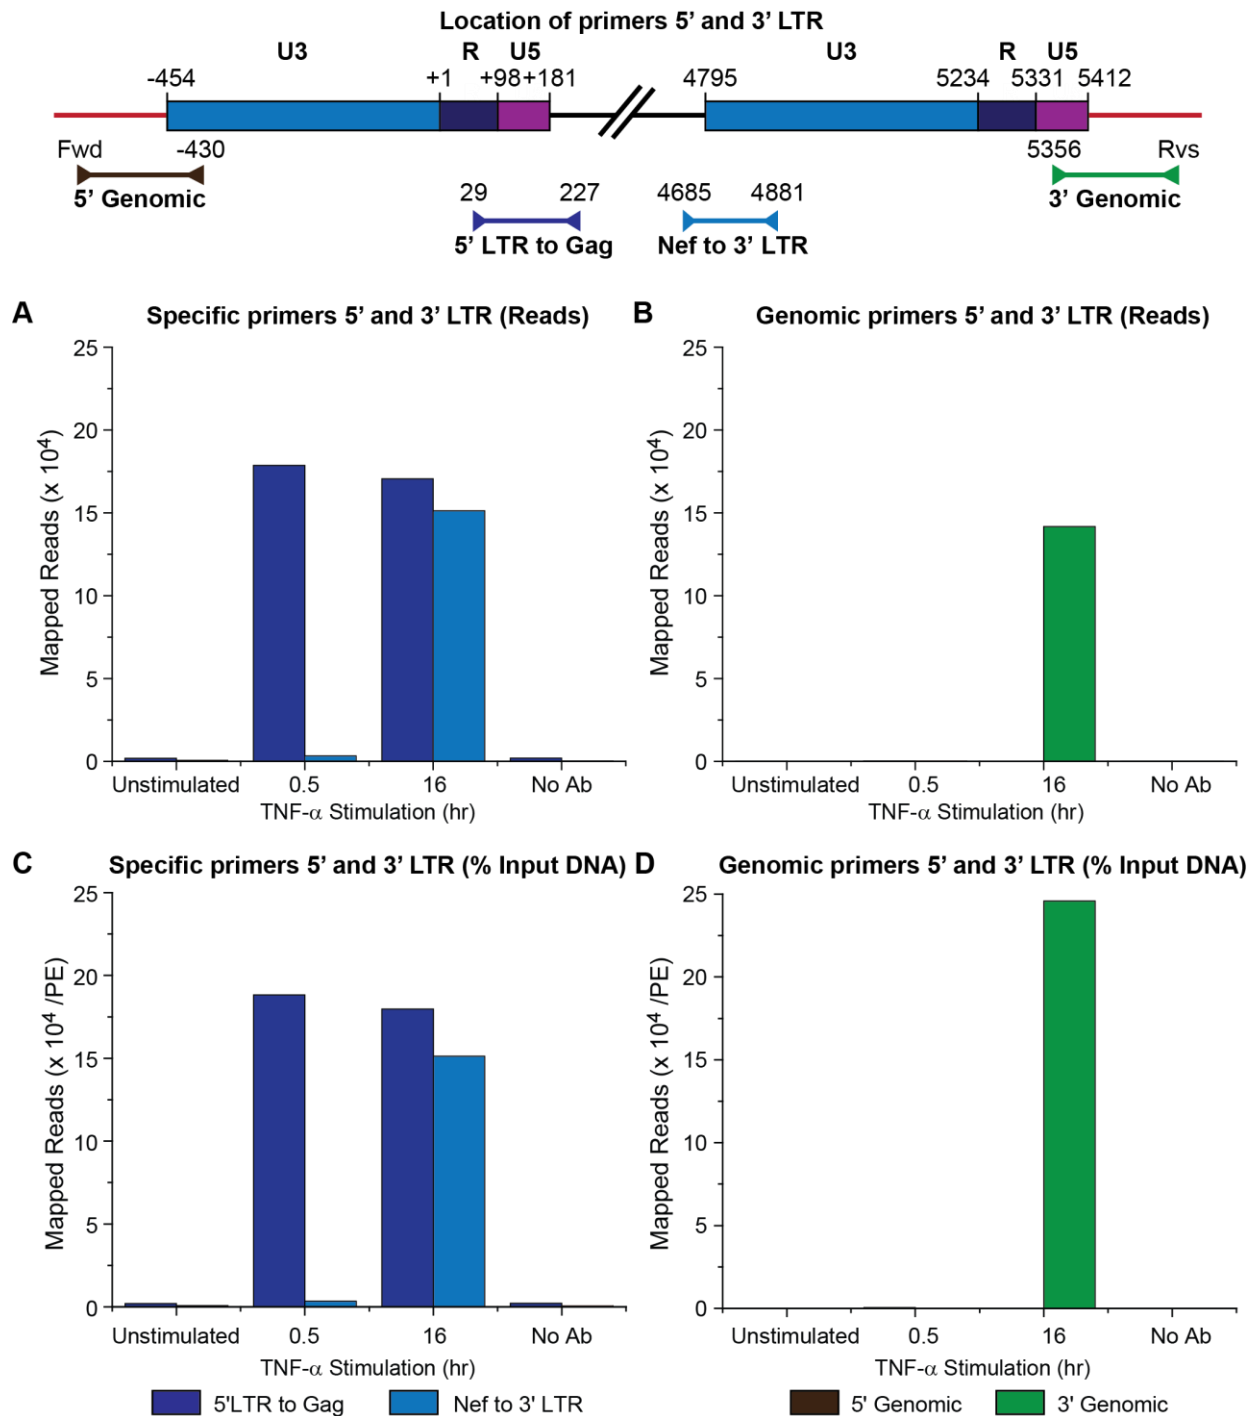 Location of primers 5’ and 3’ LTR
U3 R U5 U3 R U5
-454 +1 +98 +181 4795 5234 5331 5412
Fwd -430 5356 Rvs
5’ Genomic 3’ Genomic
29 227 4685 4881
5’ LTR to Gag Nef to 3’ LTR
A Specific primers 5’ and 3’ LTR (Reads)
Mapped Reads (x 10⁴)
25
20
15
10
5
0
Unstimulated 0.5 16 No Ab
TNF-α Stimulation (hr)
B Genomic primers 5’ and 3’ LTR (Reads)
Mapped Reads (x 10⁴)
25
20
15
10
5
0
Unstimulated 0.5 16 No Ab
TNF-α Stimulation (hr)
C Specific primers 5’ and 3’ LTR (% Input DNA)
Mapped Reads (x 10⁴ /PE)
25
20
15
10
5
0
Unstimulated 0.5 16 No Ab
TNF-α Stimulation (hr)
5'LTR to Gag Nef to 3' LTR
D Genomic primers 5’ and 3’ LTR (% Input DNA)
Mapped Reads (x 10⁴ /PE)
25
20
15
10
5
0
Unstimulated 0.5 16 No Ab
TNF-α Stimulation (hr)
5' Genomic 3' Genomic